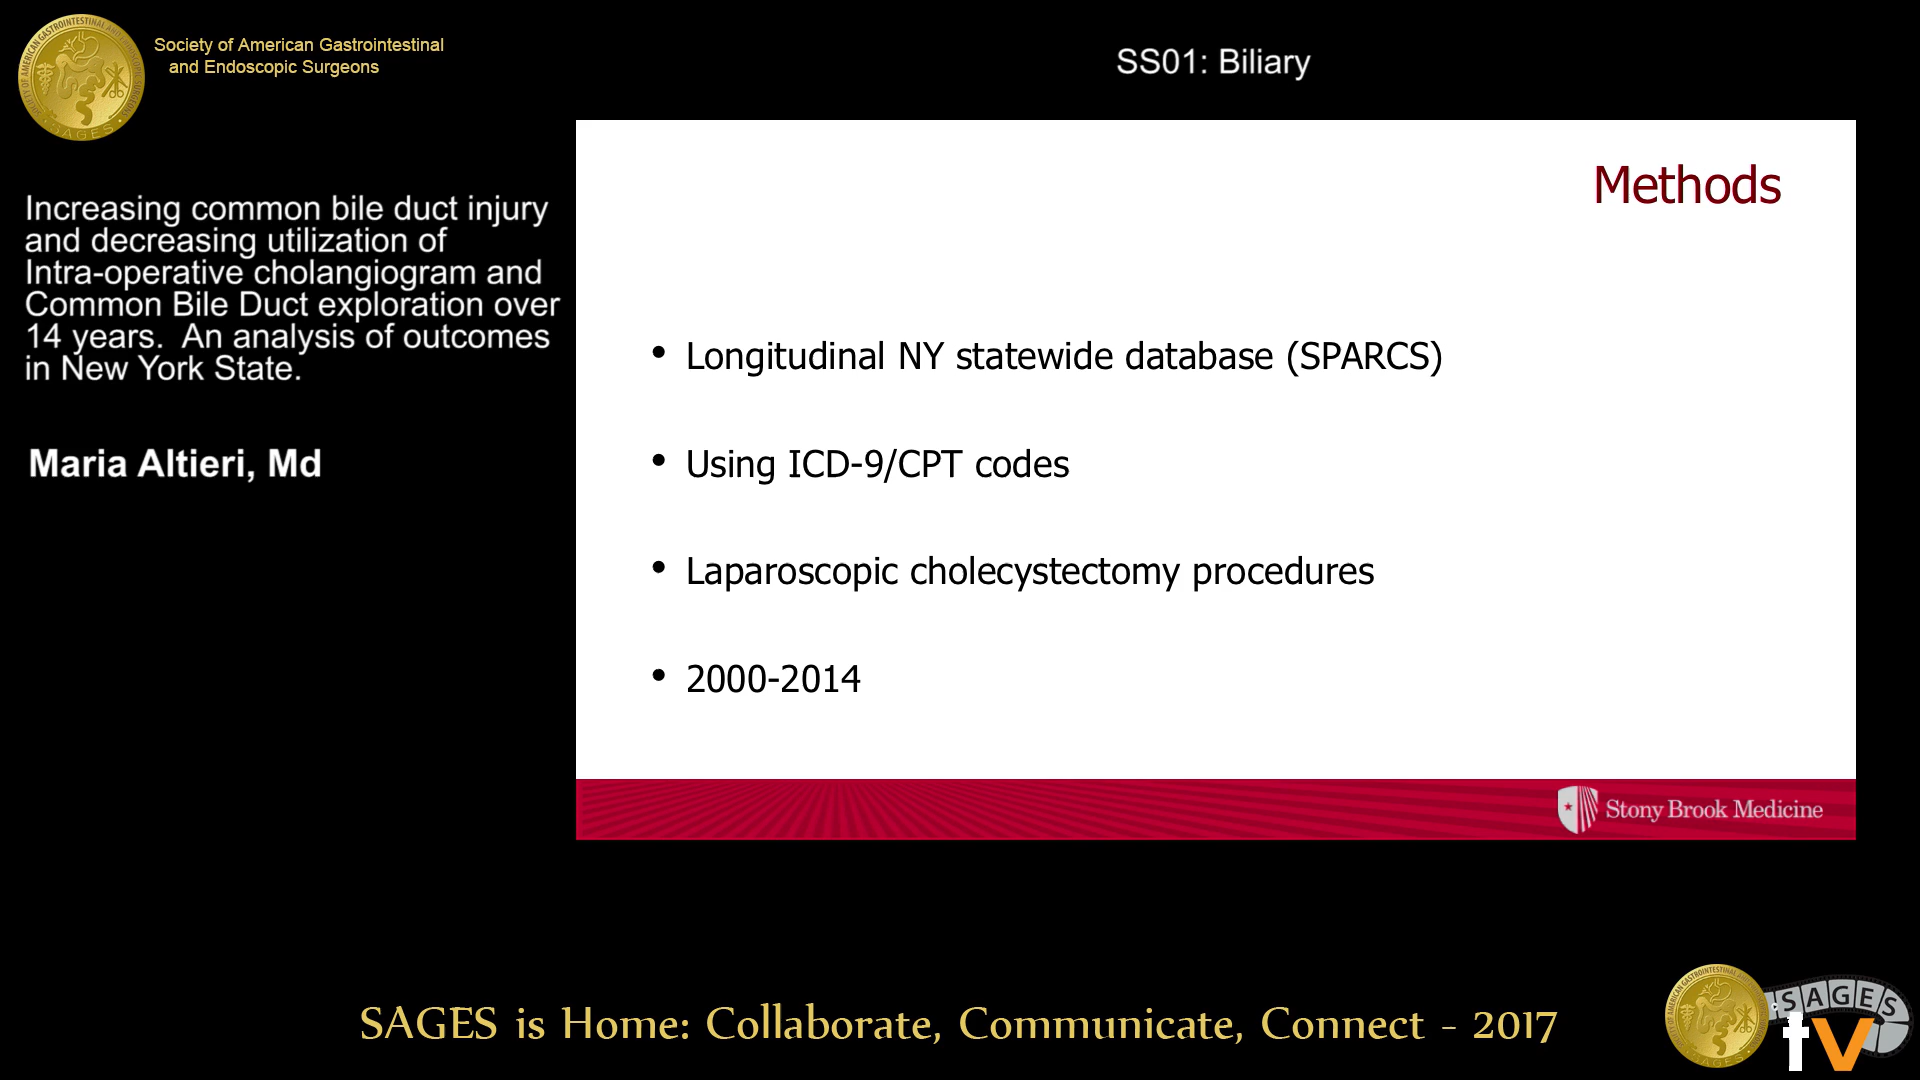 Society of American Gastrointestinal
and Endoscopic Surgeons
SS01: Biliary
Increasing common bile duct injury
and decreasing utilization of
Intra-operative cholangiogram and
Common Bile Duct exploration over
14 years.  An analysis of outcomes
in New York State.
Maria Altieri, Md
Methods
• Longitudinal NY statewide database (SPARCS)
• Using ICD-9/CPT codes
• Laparoscopic cholecystectomy procedures
• 2000-2014
Stony Brook Medicine
SAGES is Home: Collaborate, Communicate, Connect - 2017
SAGES
tv